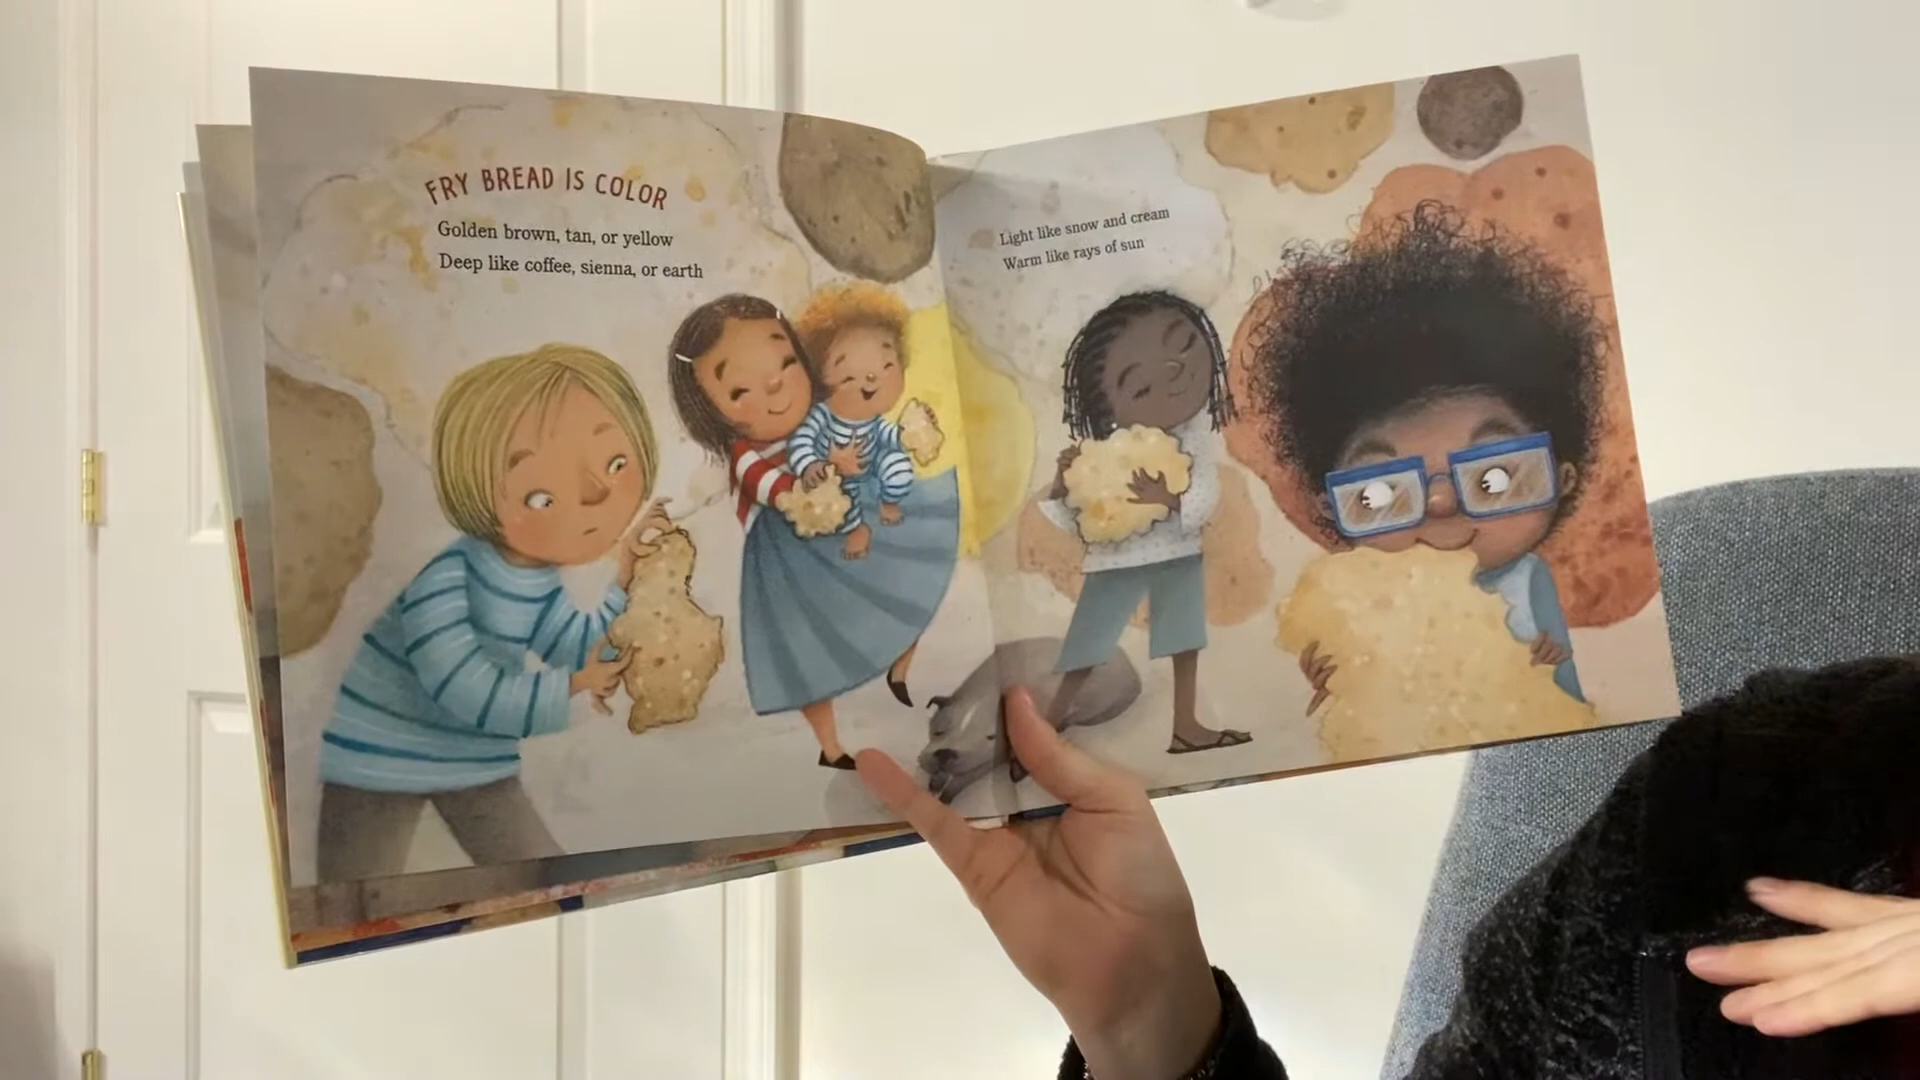 FRY BREAD IS COLOR
Golden brown, tan, or yellow
Deep like coffee, sienna, or earth
Light like snow and cream
Warm like rays of sun